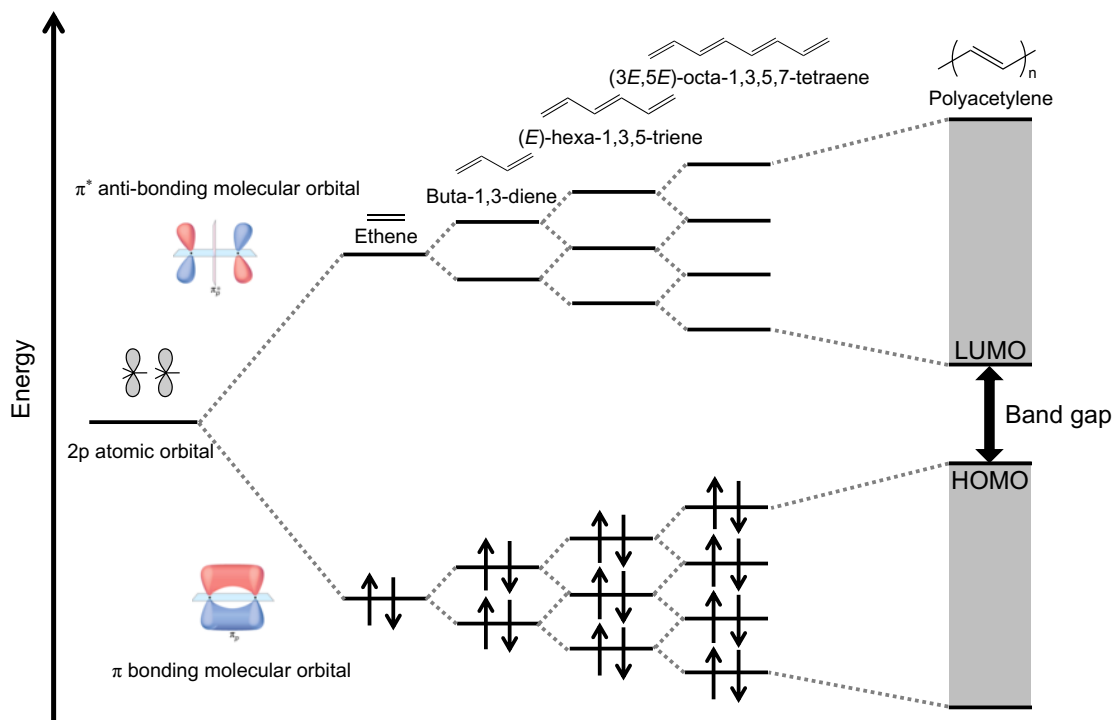 (3E,5E)-octa-1,3,5,7-tetraene
n
Polyacetylene
(E)-hexa-1,3,5-triene
π* anti-bonding molecular orbital
Buta-1,3-diene
Ethene
π*p
LUMO
Energy
Band gap
2p atomic orbital
HOMO
πp
π bonding molecular orbital